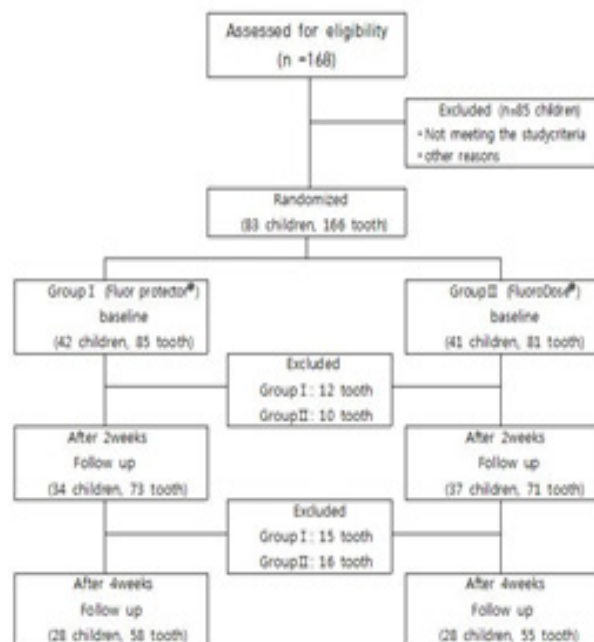 Assessed for eligibility
(n =168)
Excluded (n=85 children)
• Not meeting the studycriteria
• other reasons
Randomized
(83 children, 166 tooth)
Group Ⅰ (Fluor protector®)
baseline
(42 children, 85 tooth)
Group Ⅱ (FluoroDose®)
baseline
(41 children, 81 tooth)
Excluded
Group Ⅰ: 12 tooth
Group Ⅱ: 10 tooth
After 2weeks
Follow up
(34 children, 73 tooth)
After 2weeks
Follow up
(37 children, 71 tooth)
Excluded
Group Ⅰ: 15 tooth
Group Ⅱ: 16 tooth
After 4weeks
Follow up
(28 children, 58 tooth)
After 4weeks
Follow up
(28 children, 55 tooth)